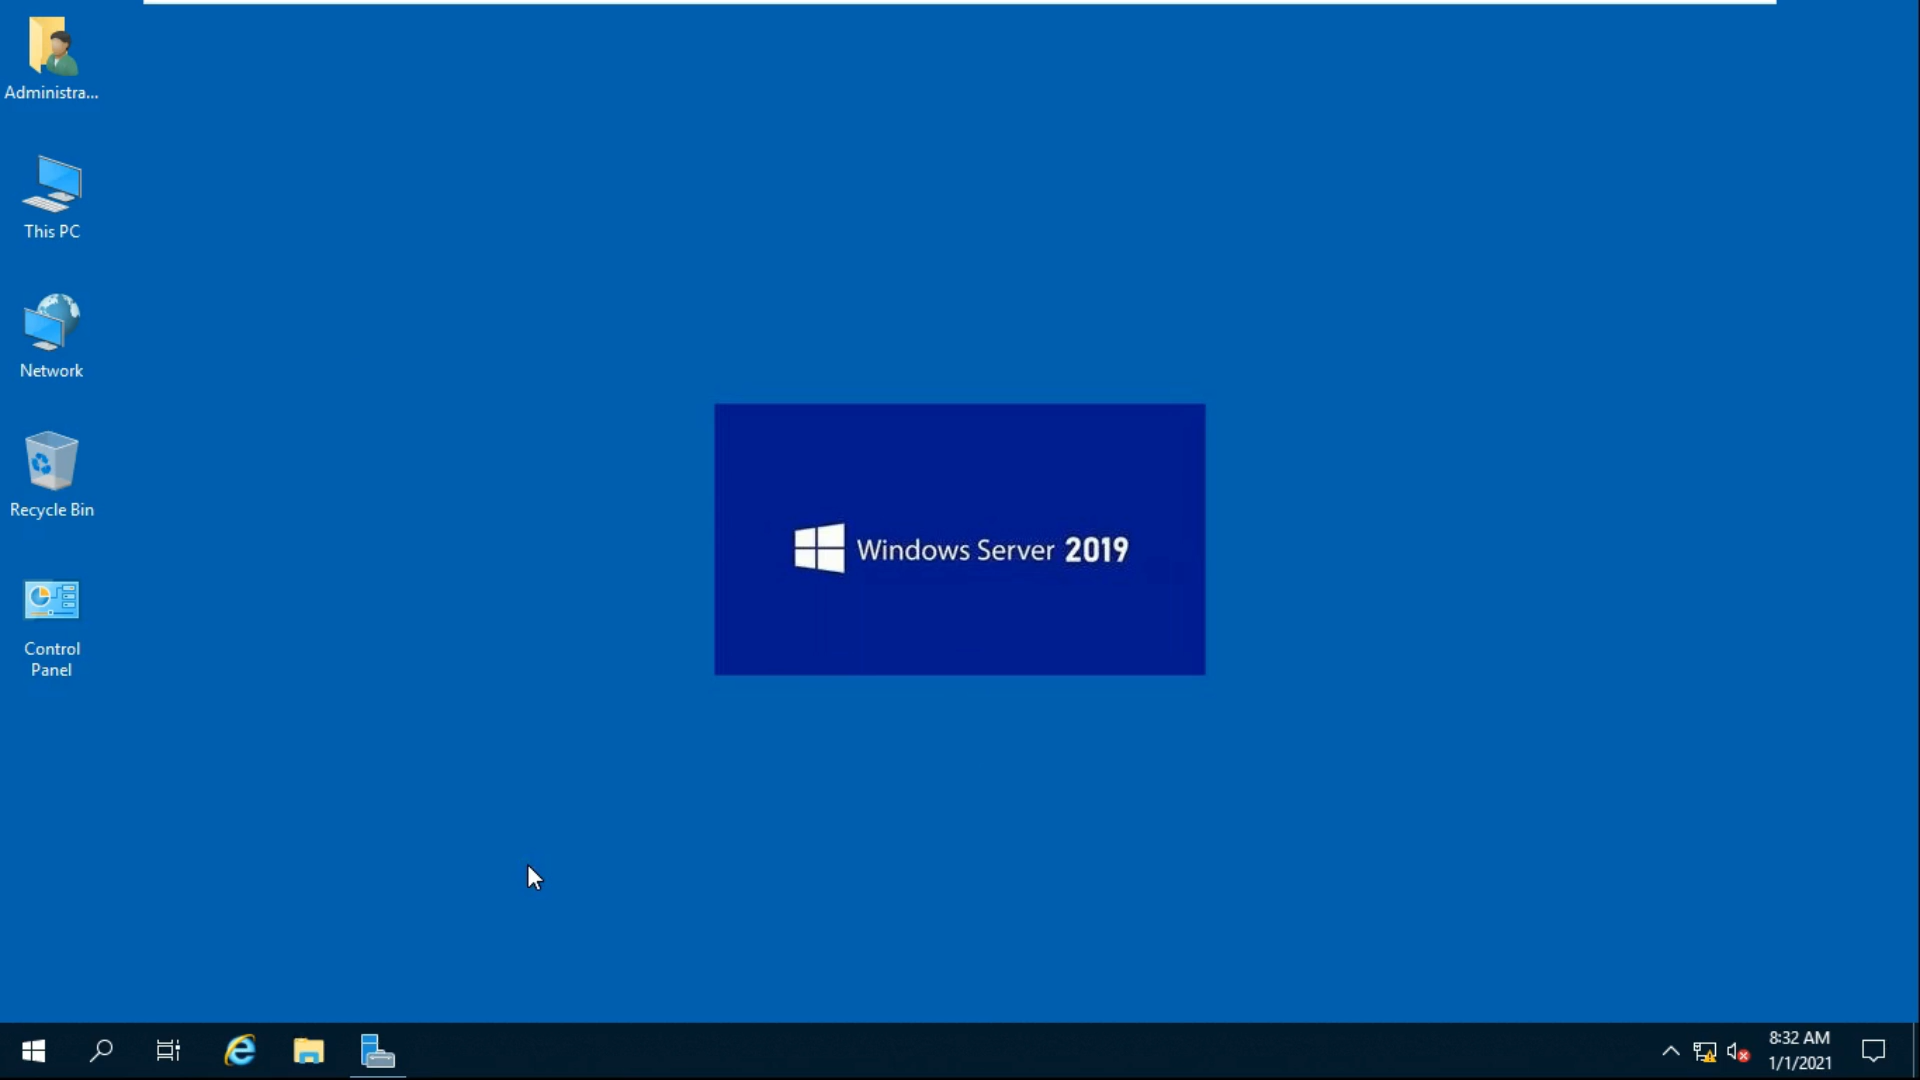 Administra...
This PC
Network
Recycle Bin
Control
Panel
Windows Server 2019
8:32 AM
1/1/2021